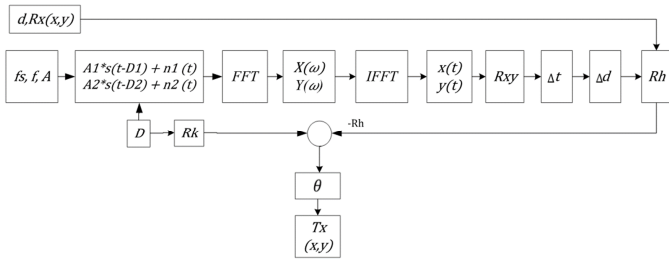 d,Rx(x,y)
fs, f, A
A1*s(t-D1) + n1 (t)
A2*s(t-D2) + n2 (t)
FFT
X(ω)
Y(ω)
IFFT
x(t)
y(t)
Rxy
Δt
Δd
Rh
D
Rk
-Rh
θ
Tx
(x,y)